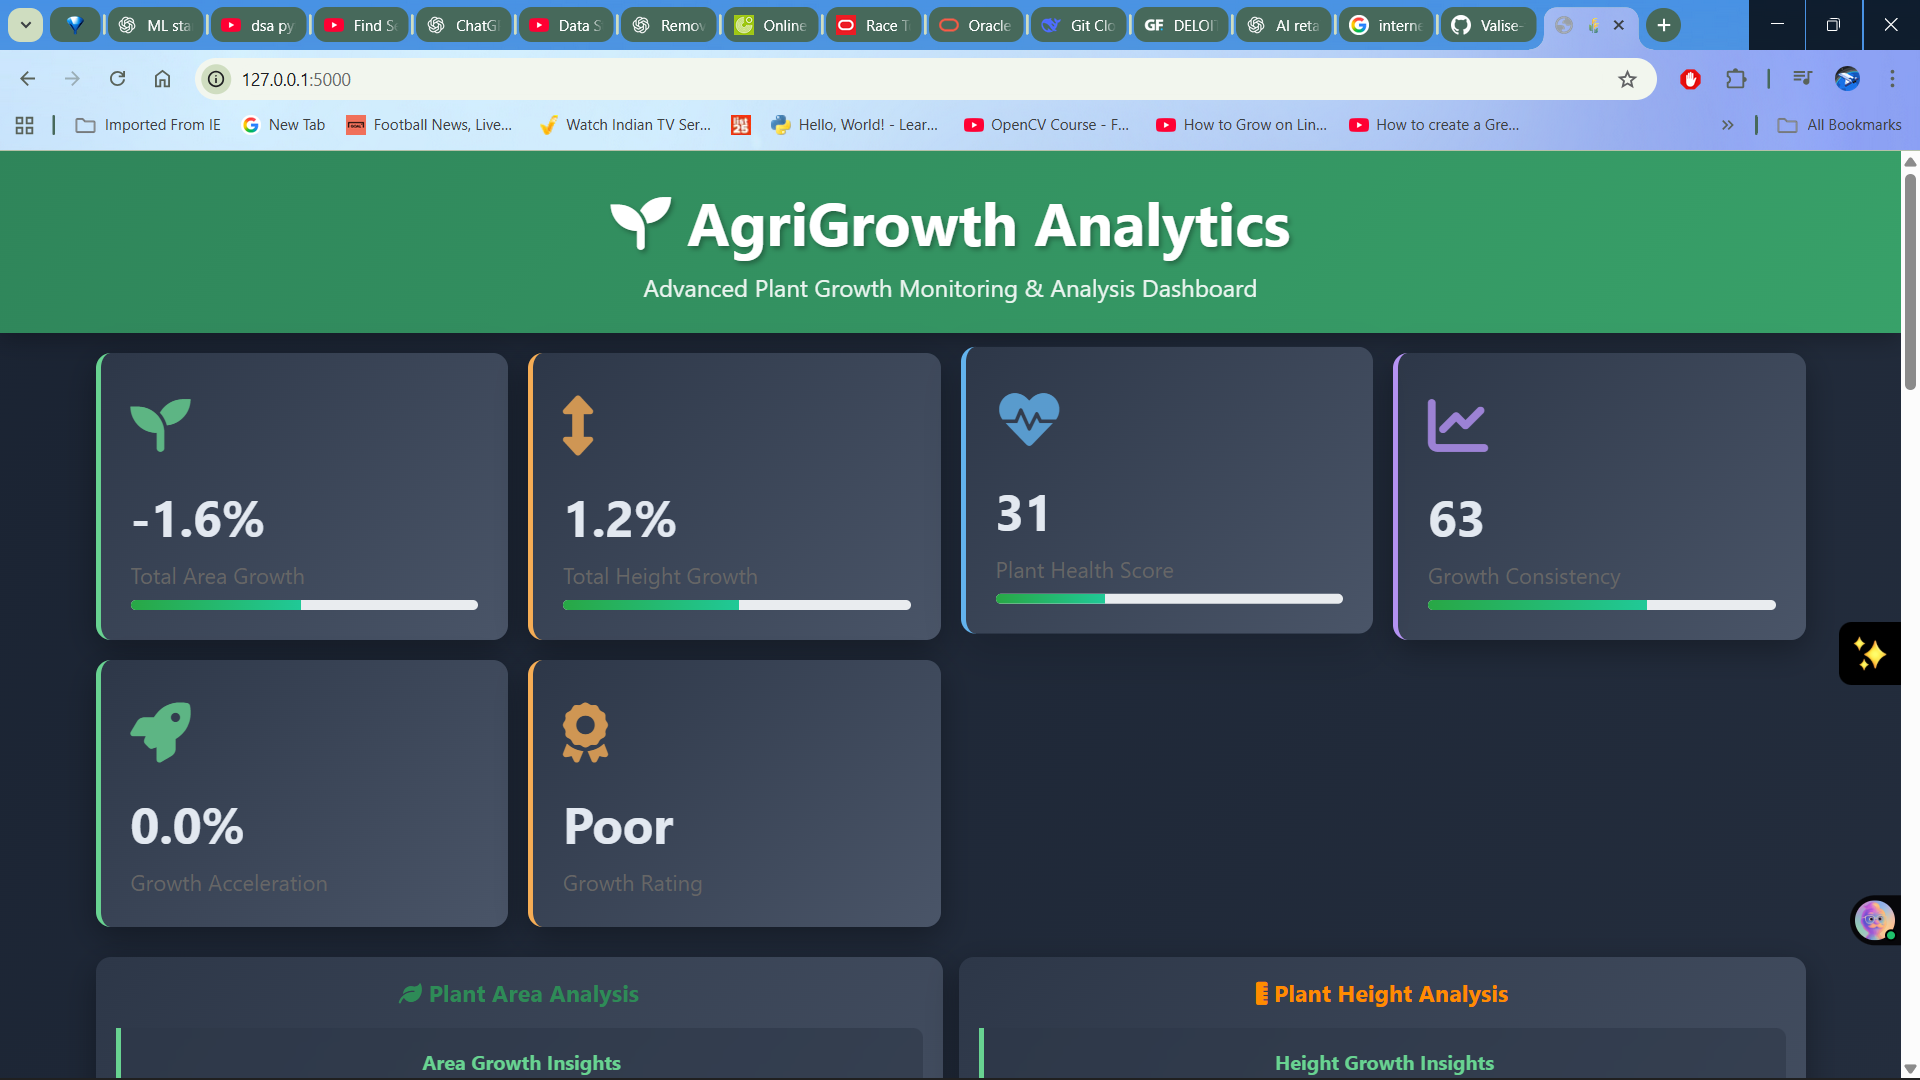 ML sta
dsa py
Find Se
ChatG
Data S
Remov
Online
Race T
Oracle
Git Clo
GF DELOI
AI reta
G intern
Valise-
127.0.0.1:5000
Imported From IE
New Tab
Football News, Live...
Watch Indian TV Ser...
list 25
Hello, World! - Lear...
OpenCV Course - F...
How to Grow on Lin...
How to create a Gre...
All Bookmarks
AgriGrowth Analytics
Advanced Plant Growth Monitoring & Analysis Dashboard
-1.6%
Total Area Growth
1.2%
Total Height Growth
31
Plant Health Score
63
Growth Consistency
0.0%
Growth Acceleration
Poor
Growth Rating
Plant Area Analysis
Plant Height Analysis
Area Growth Insights
Height Growth Insights